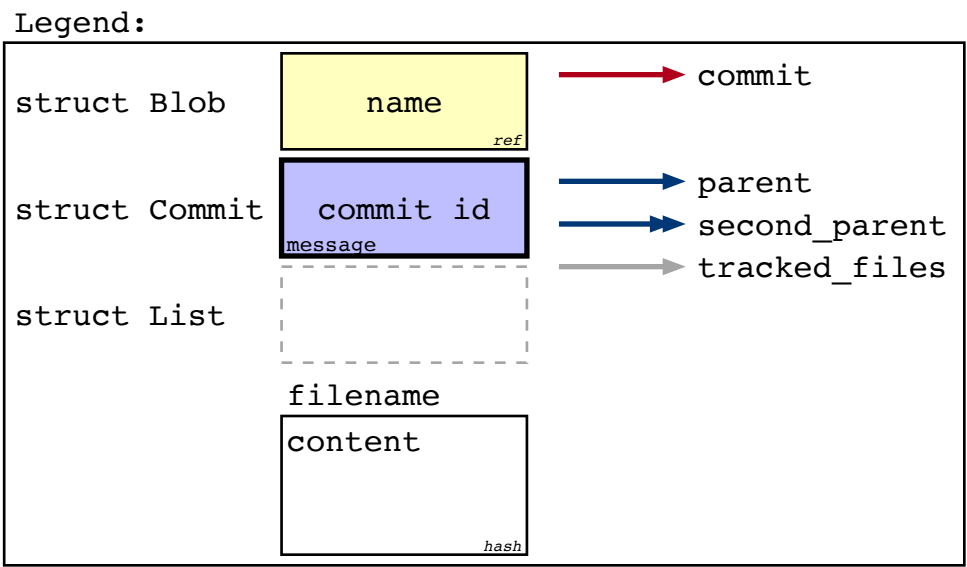 Legend:
struct Blob
name
ref
commit
struct Commit
commit id
message
parent
second_parent
tracked_files
struct List
filename
content
hash